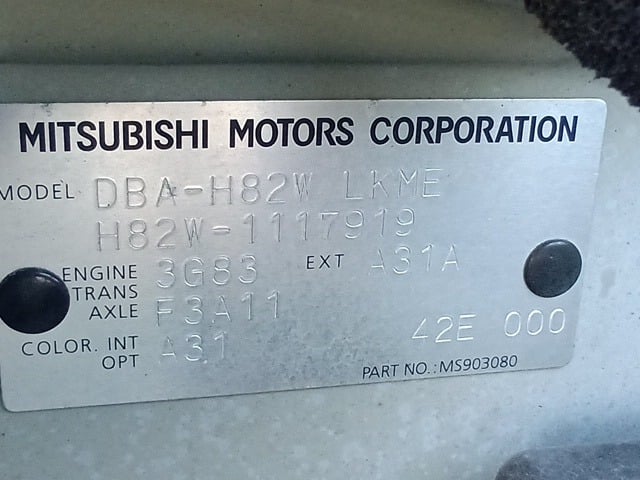 MITSUBISHI MOTORS CORPORATION
MODEL DBA-H82W LKME
H82W-1117919
ENGINE 3G83 EXT A31A
TRANS
AXLE F3A11
COLOR. INT A31 42E 000
OPT
PART NO.:MS903080